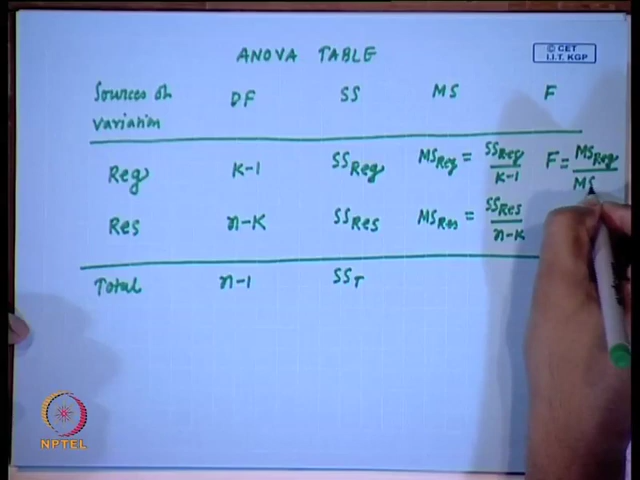 ANOVA TABLE
© CET
I.I.T. KGP
Sources of DF SS MS F
variation
Reg K-1 SSReg MSReg = SSReg / K-1 F = MSReg / MS
Res n-K SSRes MSRes = SSRes / n-K
Total n-1 SST
NPTEL